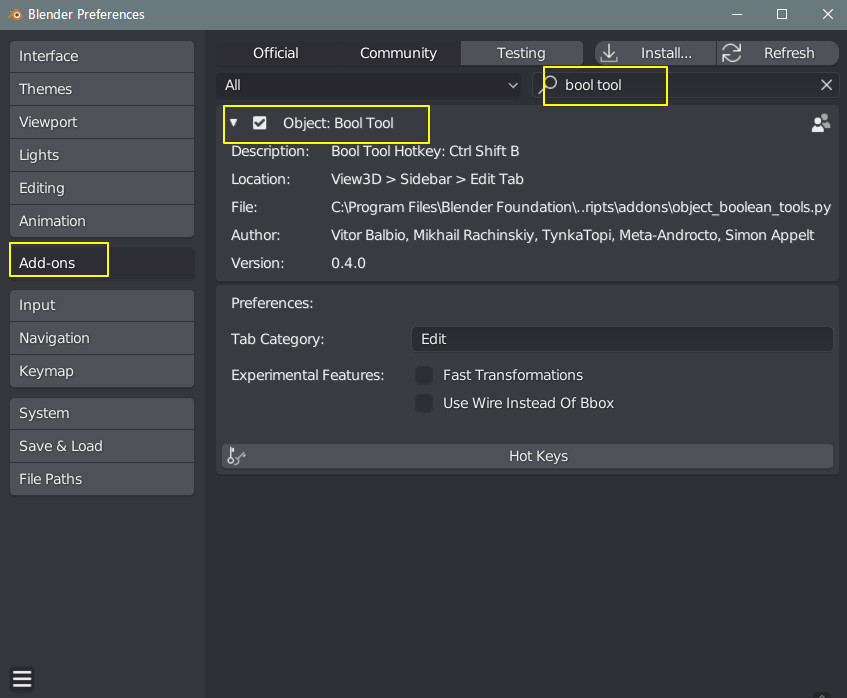 Blender Preferences
Interface
Themes
Viewport
Lights
Editing
Animation
Add-ons
Input
Navigation
Keymap
System
Save & Load
File Paths
Official Community Testing Install... Refresh
All bool tool
Object: Bool Tool
Description: Bool Tool Hotkey: Ctrl Shift B
Location: View3D > Sidebar > Edit Tab
File: C:\Program Files\Blender Foundation\..ripts\addons\object_boolean_tools.py
Author: Vitor Balbio, Mikhail Rachinskiy, TynkaTopi, Meta-Androcto, Simon Appelt
Version: 0.4.0
Preferences:
Tab Category: Edit
Experimental Features: Fast Transformations
Use Wire Instead Of Bbox
Hot Keys